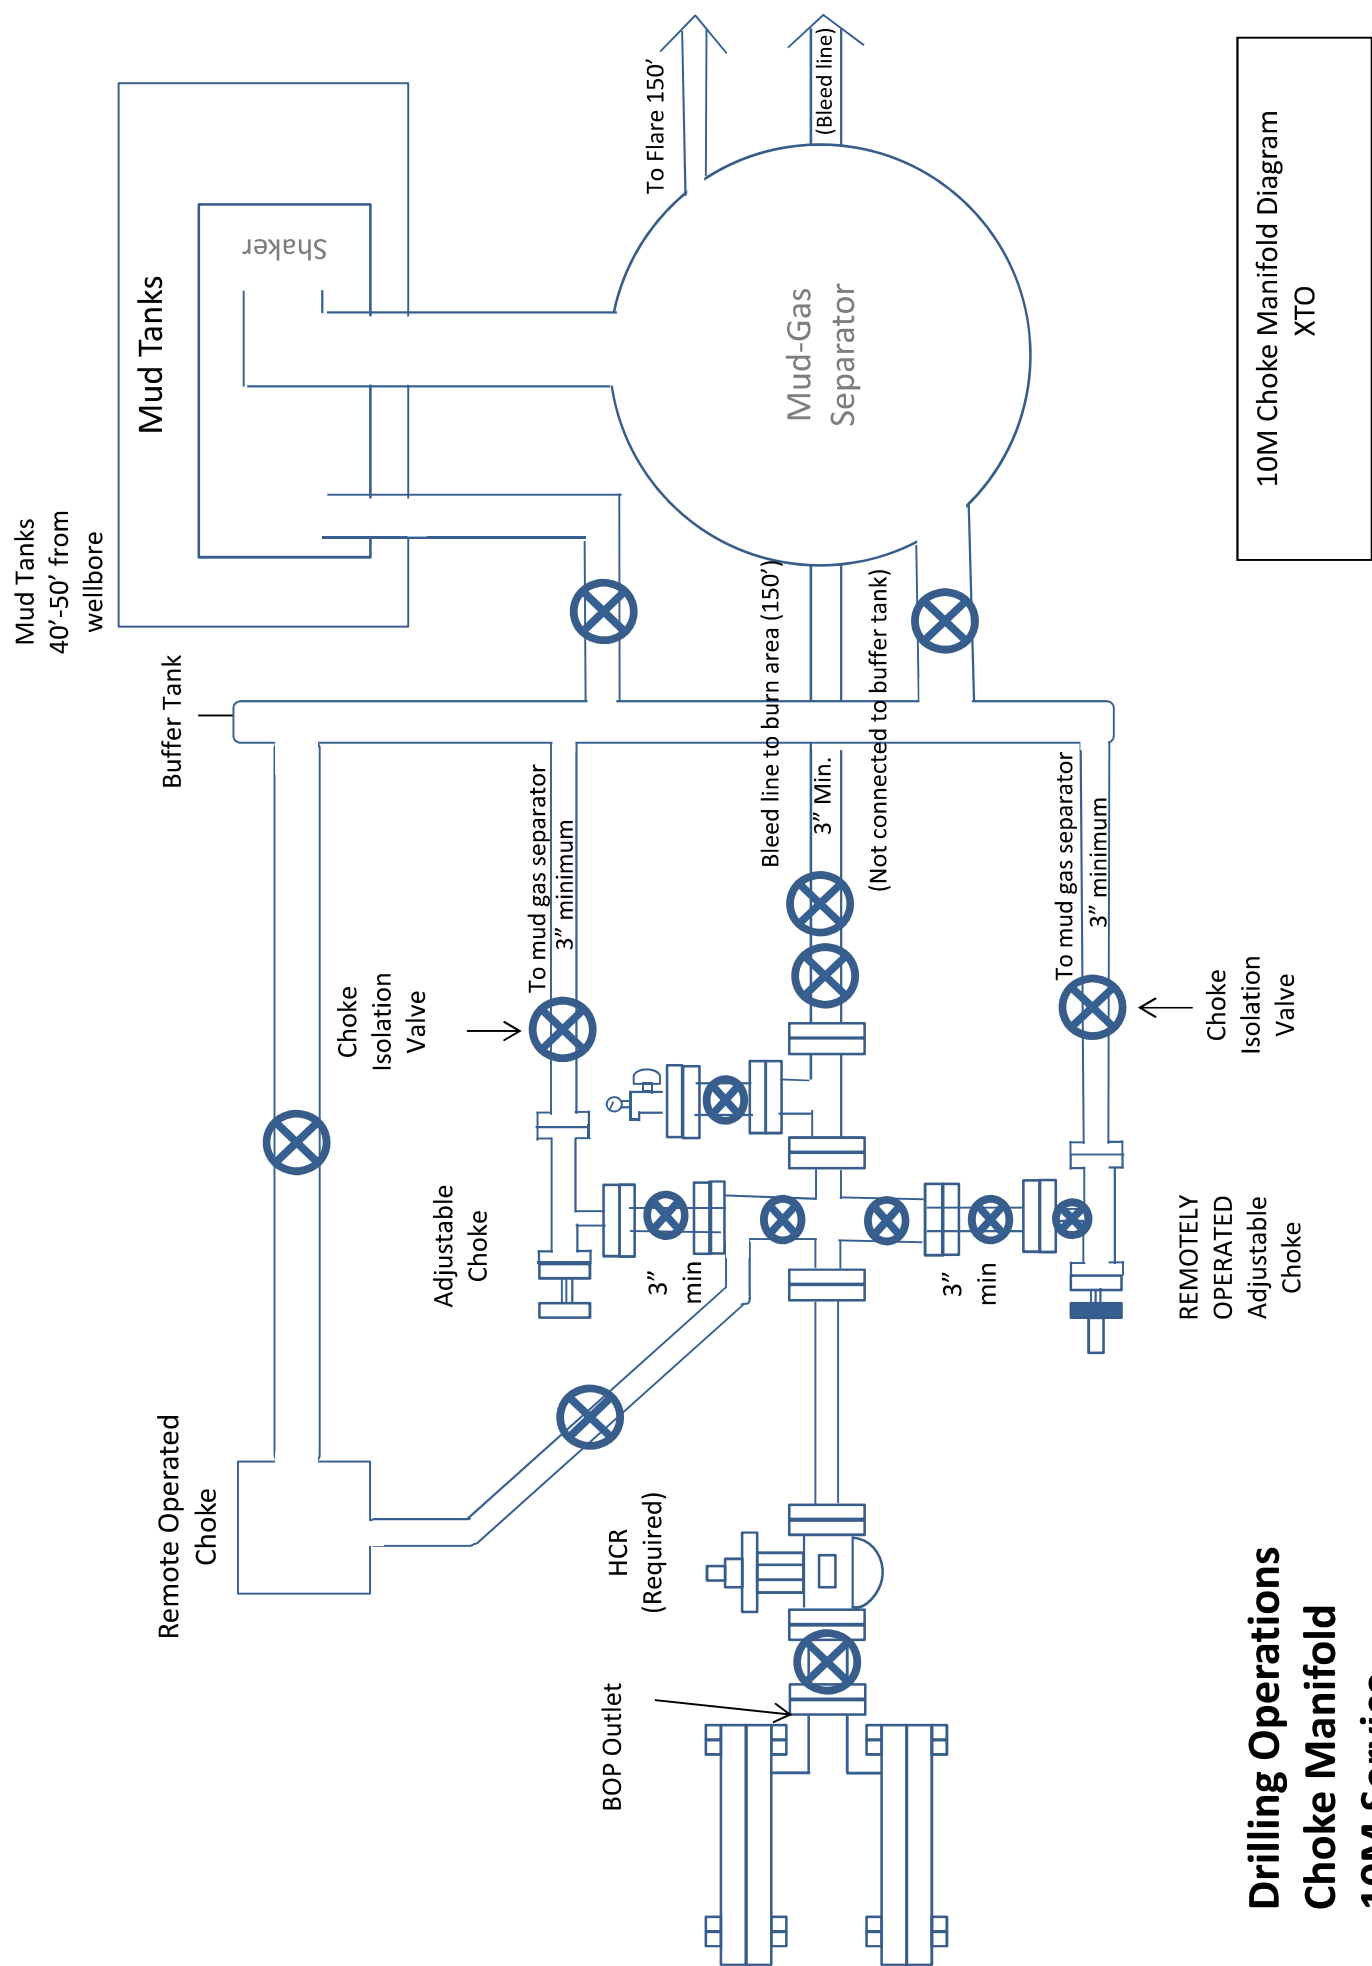 Mud Tanks
40’-50’ from
wellbore
Mud Tanks
Shaker
Buffer Tank
To Flare 150’
(Bleed line)
Mud-Gas
Separator
Bleed line to burn area (150’)
3” Min.
(Not connected to buffer tank)
To mud gas separator
3” minimum
To mud gas separator
3” minimum
Choke
Isolation
Valve
Choke
Isolation
Valve
Adjustable
Choke
3”
min
3”
min
REMOTELY
OPERATED
Adjustable
Choke
Remote Operated
Choke
HCR
(Required)
BOP Outlet
10M Choke Manifold Diagram
XTO
Drilling Operations
Choke Manifold
10M Service